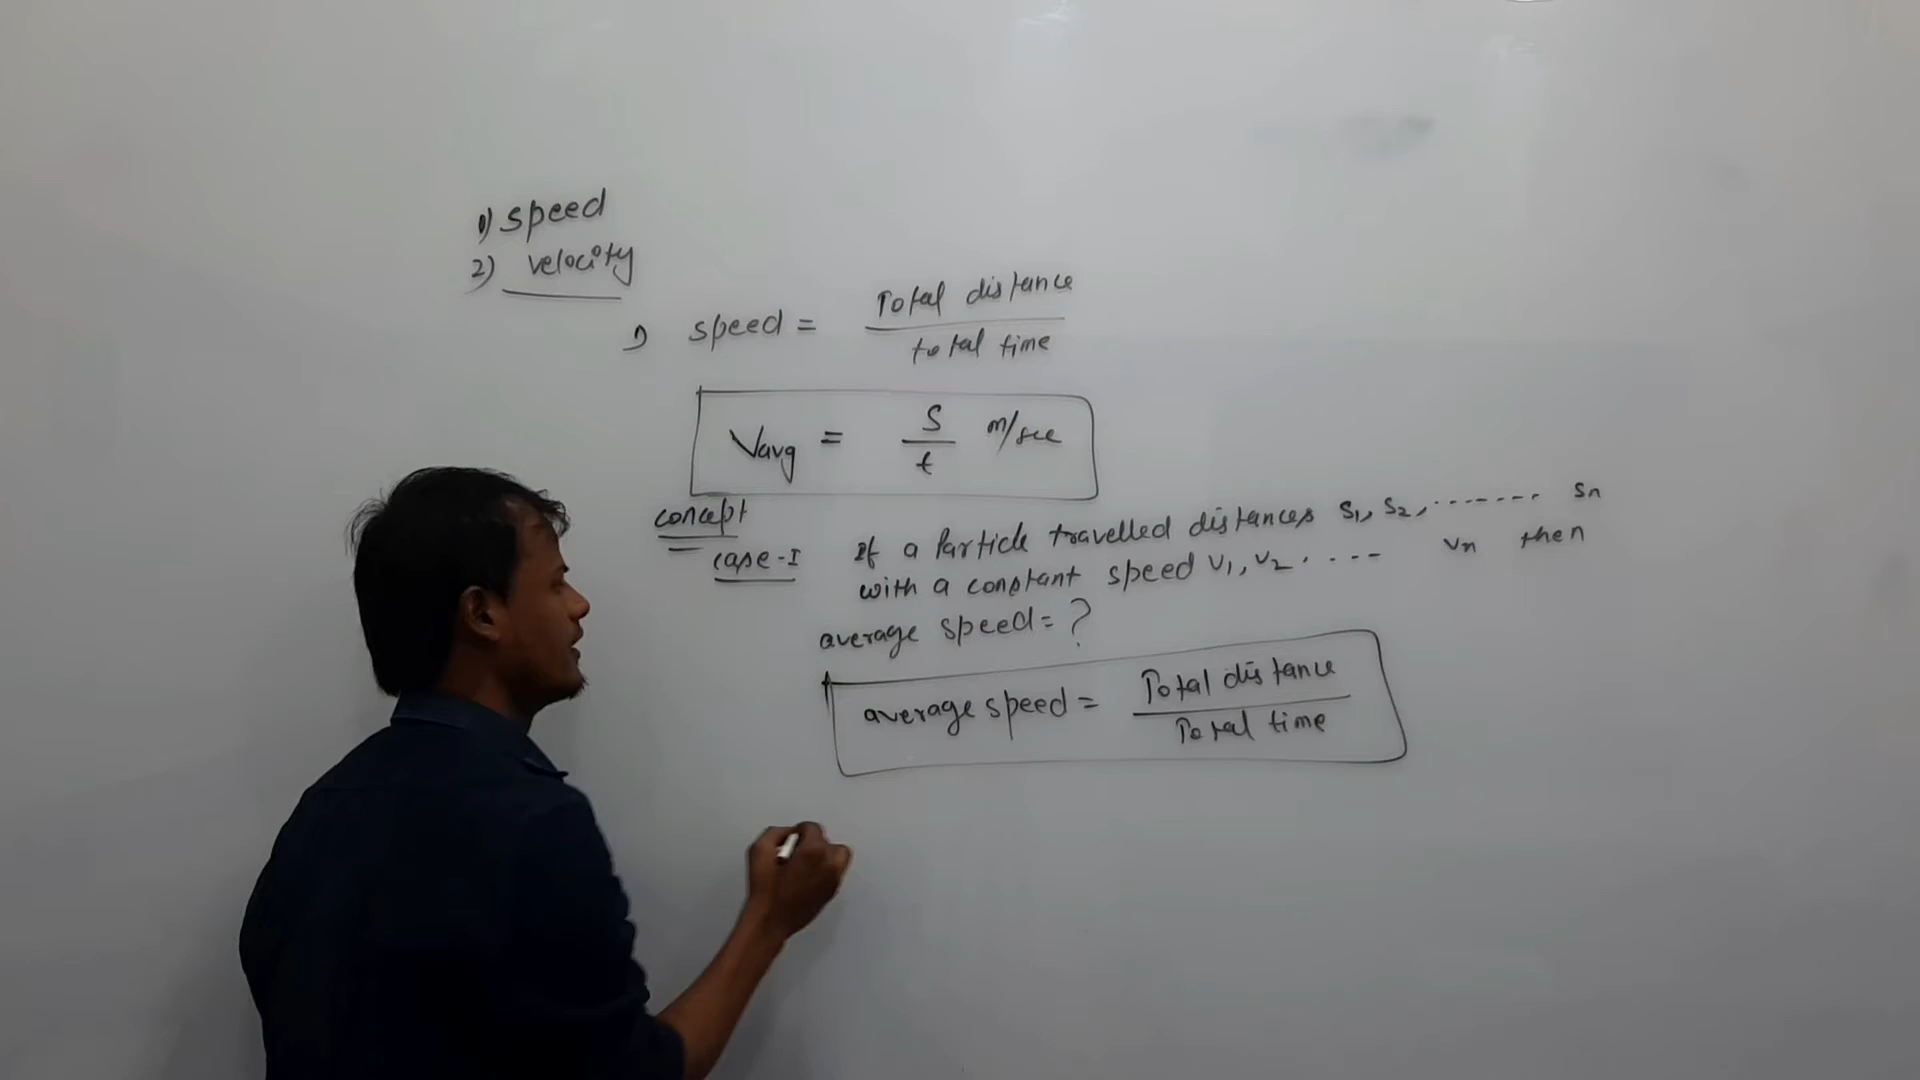 1) speed
2) velocity
1) speed = Total distance / total time
Vavg = S/t m/sec
concept
case-I If a Particle travelled distances s1, s2, ....... sn
with a constant speed v1, v2 ..... vn then
average speed = ?
average speed = Total distance / Total time